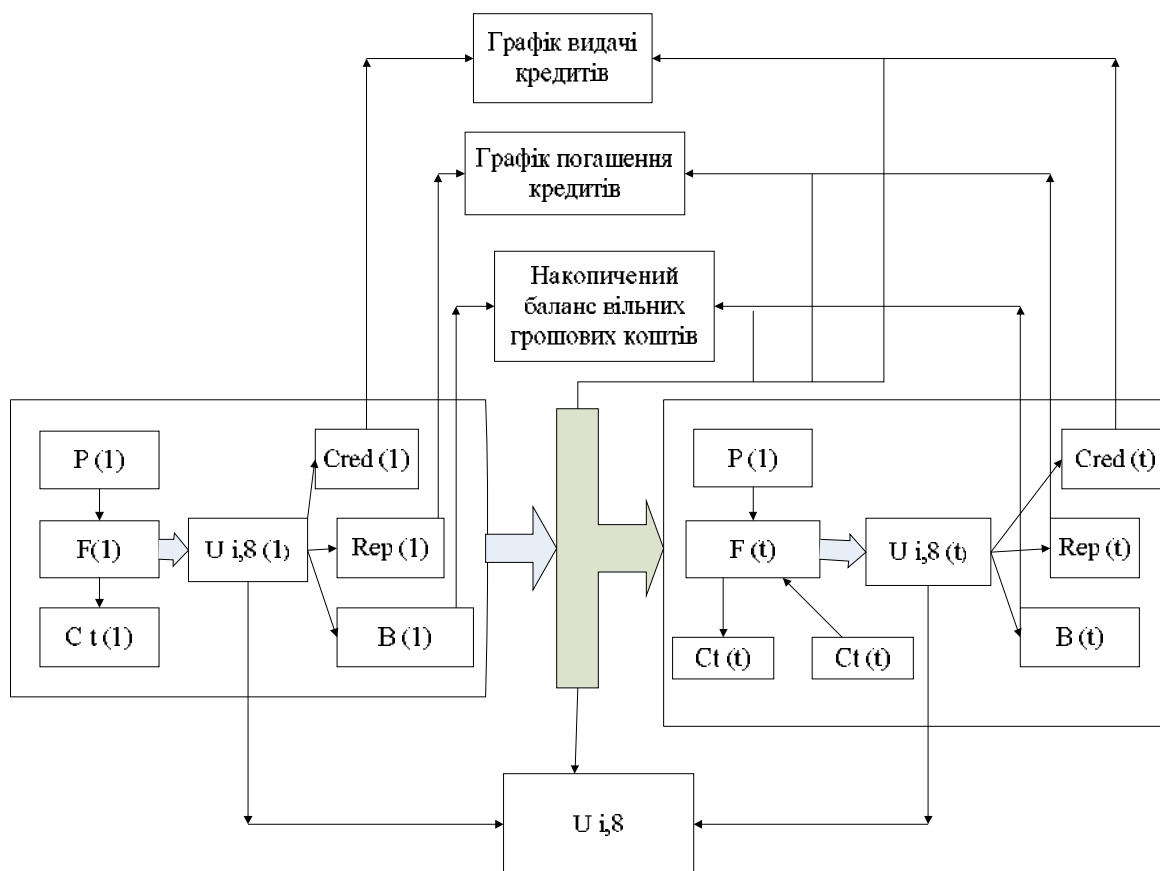 Графік видачі
кредитів
Графік погашення
кредитів
Накопичений
баланс вільних
грошових коштів
P (1)
F(1)
C t (1)
U i,8 (1)
Cred (1)
Rep (1)
B (1)
P (1)
F (t)
Ct (t)
Ct (t)
U i,8 (t)
Cred (t)
Rep (t)
B (t)
U i,8